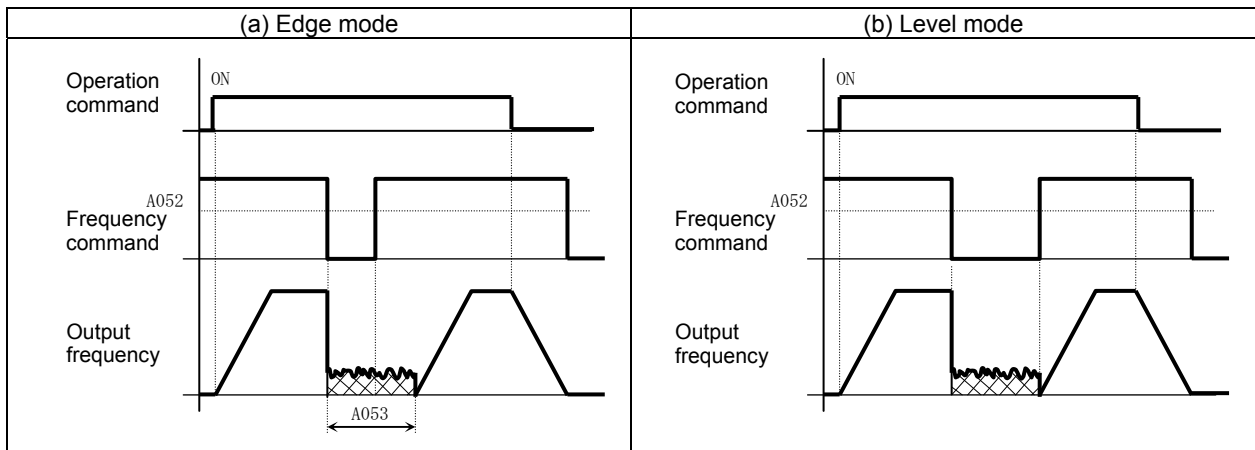 (a) Edge mode
(b) Level mode
Operation
command
ON
A052
Frequency
command
Output
frequency
A053
Operation
command
ON
A052
Frequency
command
Output
frequency